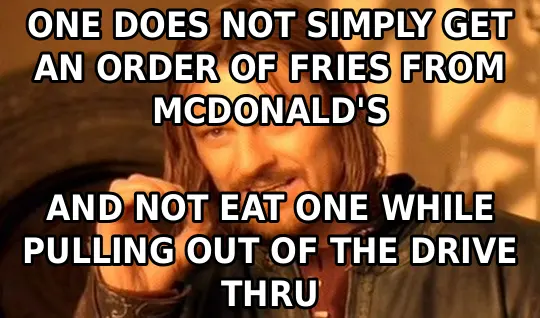 ONE DOES NOT SIMPLY GET
AN ORDER OF FRIES FROM
MCDONALD'S
AND NOT EAT ONE WHILE
PULLING OUT OF THE DRIVE
THRU